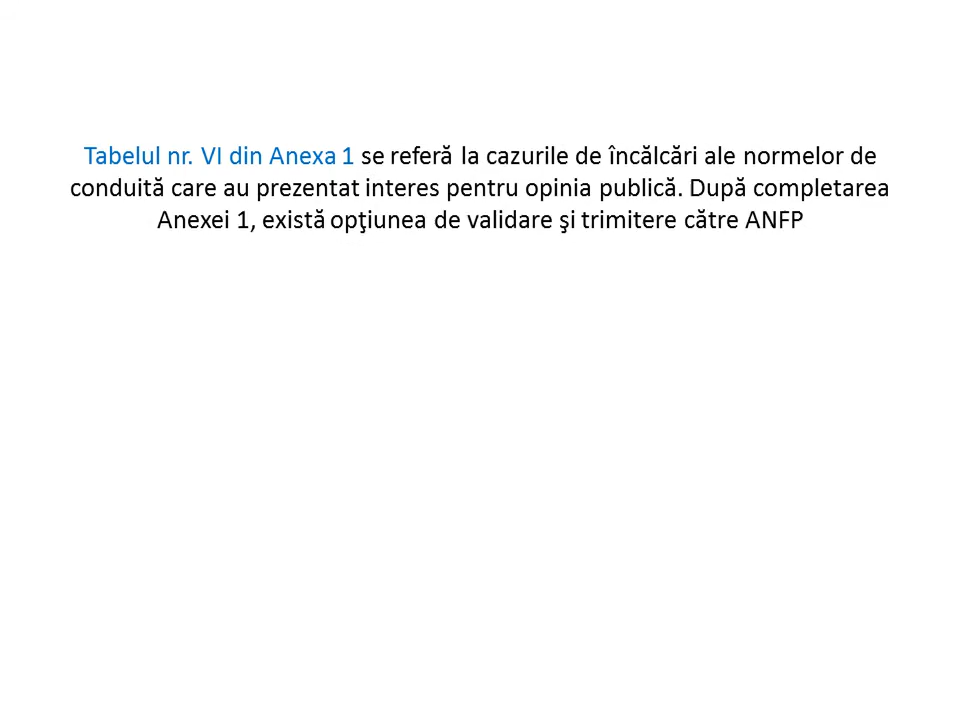 Tabelul nr. VI din Anexa 1 se referă la cazurile de încălcări ale normelor de
conduită care au prezentat interes pentru opinia publică. După completarea
Anexei 1, există opţiunea de validare şi trimitere către ANFP